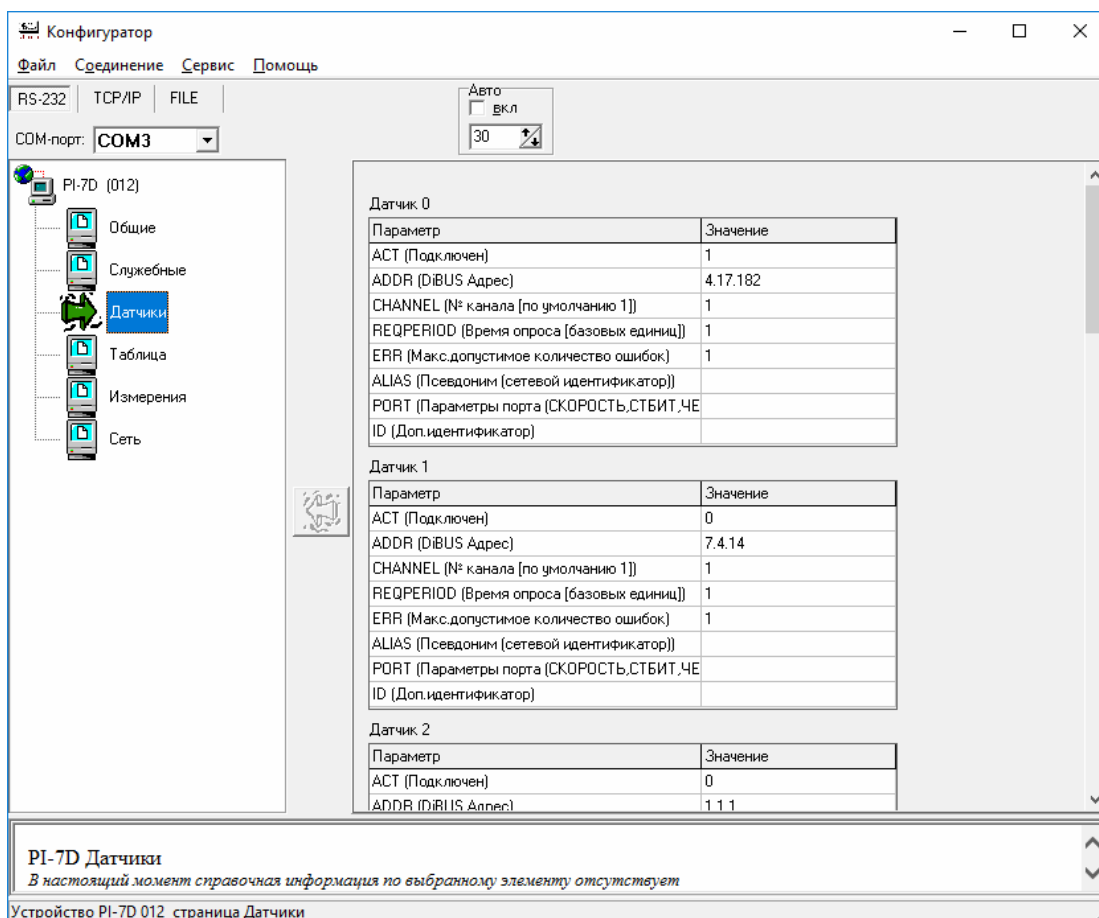 Конфигуратор
Файл Соединение Сервис Помощь
RS-232 TCP/IP FILE
Авто
вкл
30
COM-порт: COM3
PI-7D (012)
Общие
Служебные
Датчики
Таблица
Измерения
Сеть
Датчик 0
Параметр Значение
ACT (Подключен) 1
ADDR (DiBUS Адрес) 4.17.182
CHANNEL (№ канала [по умолчанию 1]) 1
REQPERIOD (Время опроса [базовых единиц]) 1
ERR (Макс.допустимое количество ошибок) 1
ALIAS (Псевдоним (сетевой идентификатор))
PORT (Параметры порта (СКОРОСТЬ,СТБИТ,ЧЕ
ID (Доп.идентификатор)
Датчик 1
Параметр Значение
ACT (Подключен) 0
ADDR (DiBUS Адрес) 7.4.14
CHANNEL (№ канала [по умолчанию 1]) 1
REQPERIOD (Время опроса [базовых единиц]) 1
ERR (Макс.допустимое количество ошибок) 1
ALIAS (Псевдоним (сетевой идентификатор))
PORT (Параметры порта (СКОРОСТЬ,СТБИТ,ЧЕ
ID (Доп.идентификатор)
Датчик 2
Параметр Значение
ACT (Подключен) 0
ADDR (DiBUS Адрес) 1.1.1
PI-7D Датчики
В настоящий момент справочная информация по выбранному элементу отсутствует
Устройство PI-7D 012 страница Датчики